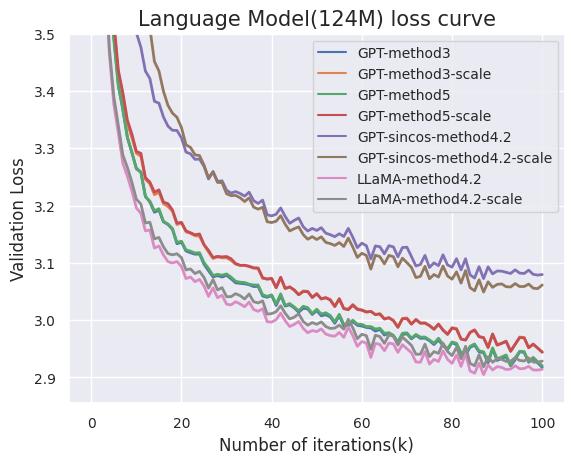 Language Model(124M) loss curve
Validation Loss
3.5
3.4
3.3
3.2
3.1
3.0
2.9
GPT-method3
GPT-method3-scale
GPT-method5
GPT-method5-scale
GPT-sincos-method4.2
GPT-sincos-method4.2-scale
LLaMA-method4.2
LLaMA-method4.2-scale
0 20 40 60 80 100
Number of iterations(k)